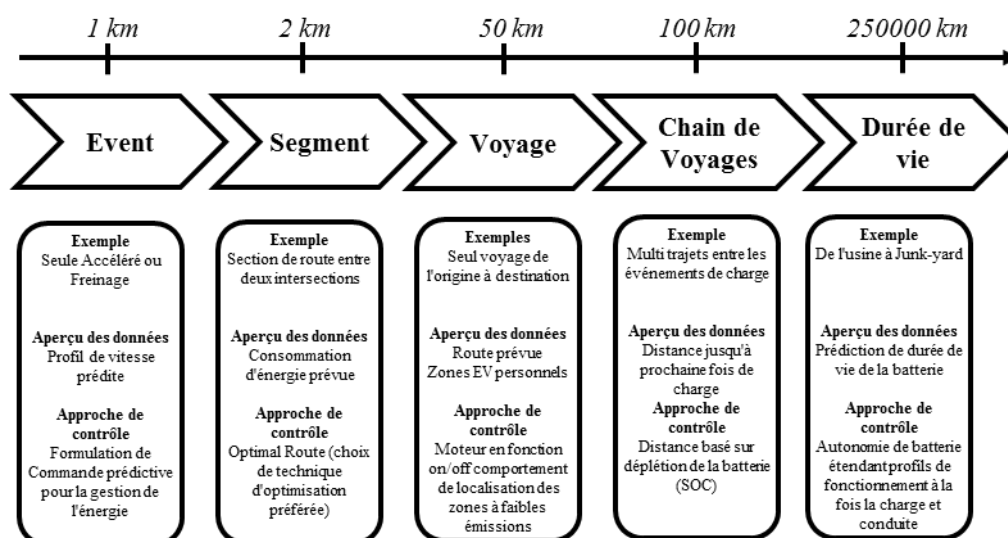 1 km
2 km
50 km
100 km
250000 km
Event
Segment
Voyage
Chain de
Voyages
Durée de
vie
Exemple
Seule Accéléré ou
Freinage
Aperçu des données
Profil de vitesse
prédite
Approche de
contrôle
Formulation de
Commande prédictive
pour la gestion de
l'énergie
Exemple
Section de route entre
deux intersections
Aperçu des données
Consommation
d'énergie prévue
Approche de
contrôle
Optimal Route (choix
de technique
d'optimisation
préférée)
Exemples
Seul voyage de
l'origine à destination
Aperçu des données
Route prévue
Zones EV personnels
Approche de
contrôle
Moteur en fonction
on/off comportement
de localisation des
zones à faibles
émissions
Exemple
Multi trajets entre les
événements de charge
Aperçu des données
Distance jusqu'à
prochaine fois de
charge
Approche de
contrôle
Distance basé sur
déplétion de la batterie
(SOC)
Exemple
De l'usine à Junk-yard
Aperçu des données
Prédiction de durée de
vie de la batterie
Approche de
contrôle
Autonomie de batterie
étendant profils de
fonctionnement à la
fois la charge et
conduite